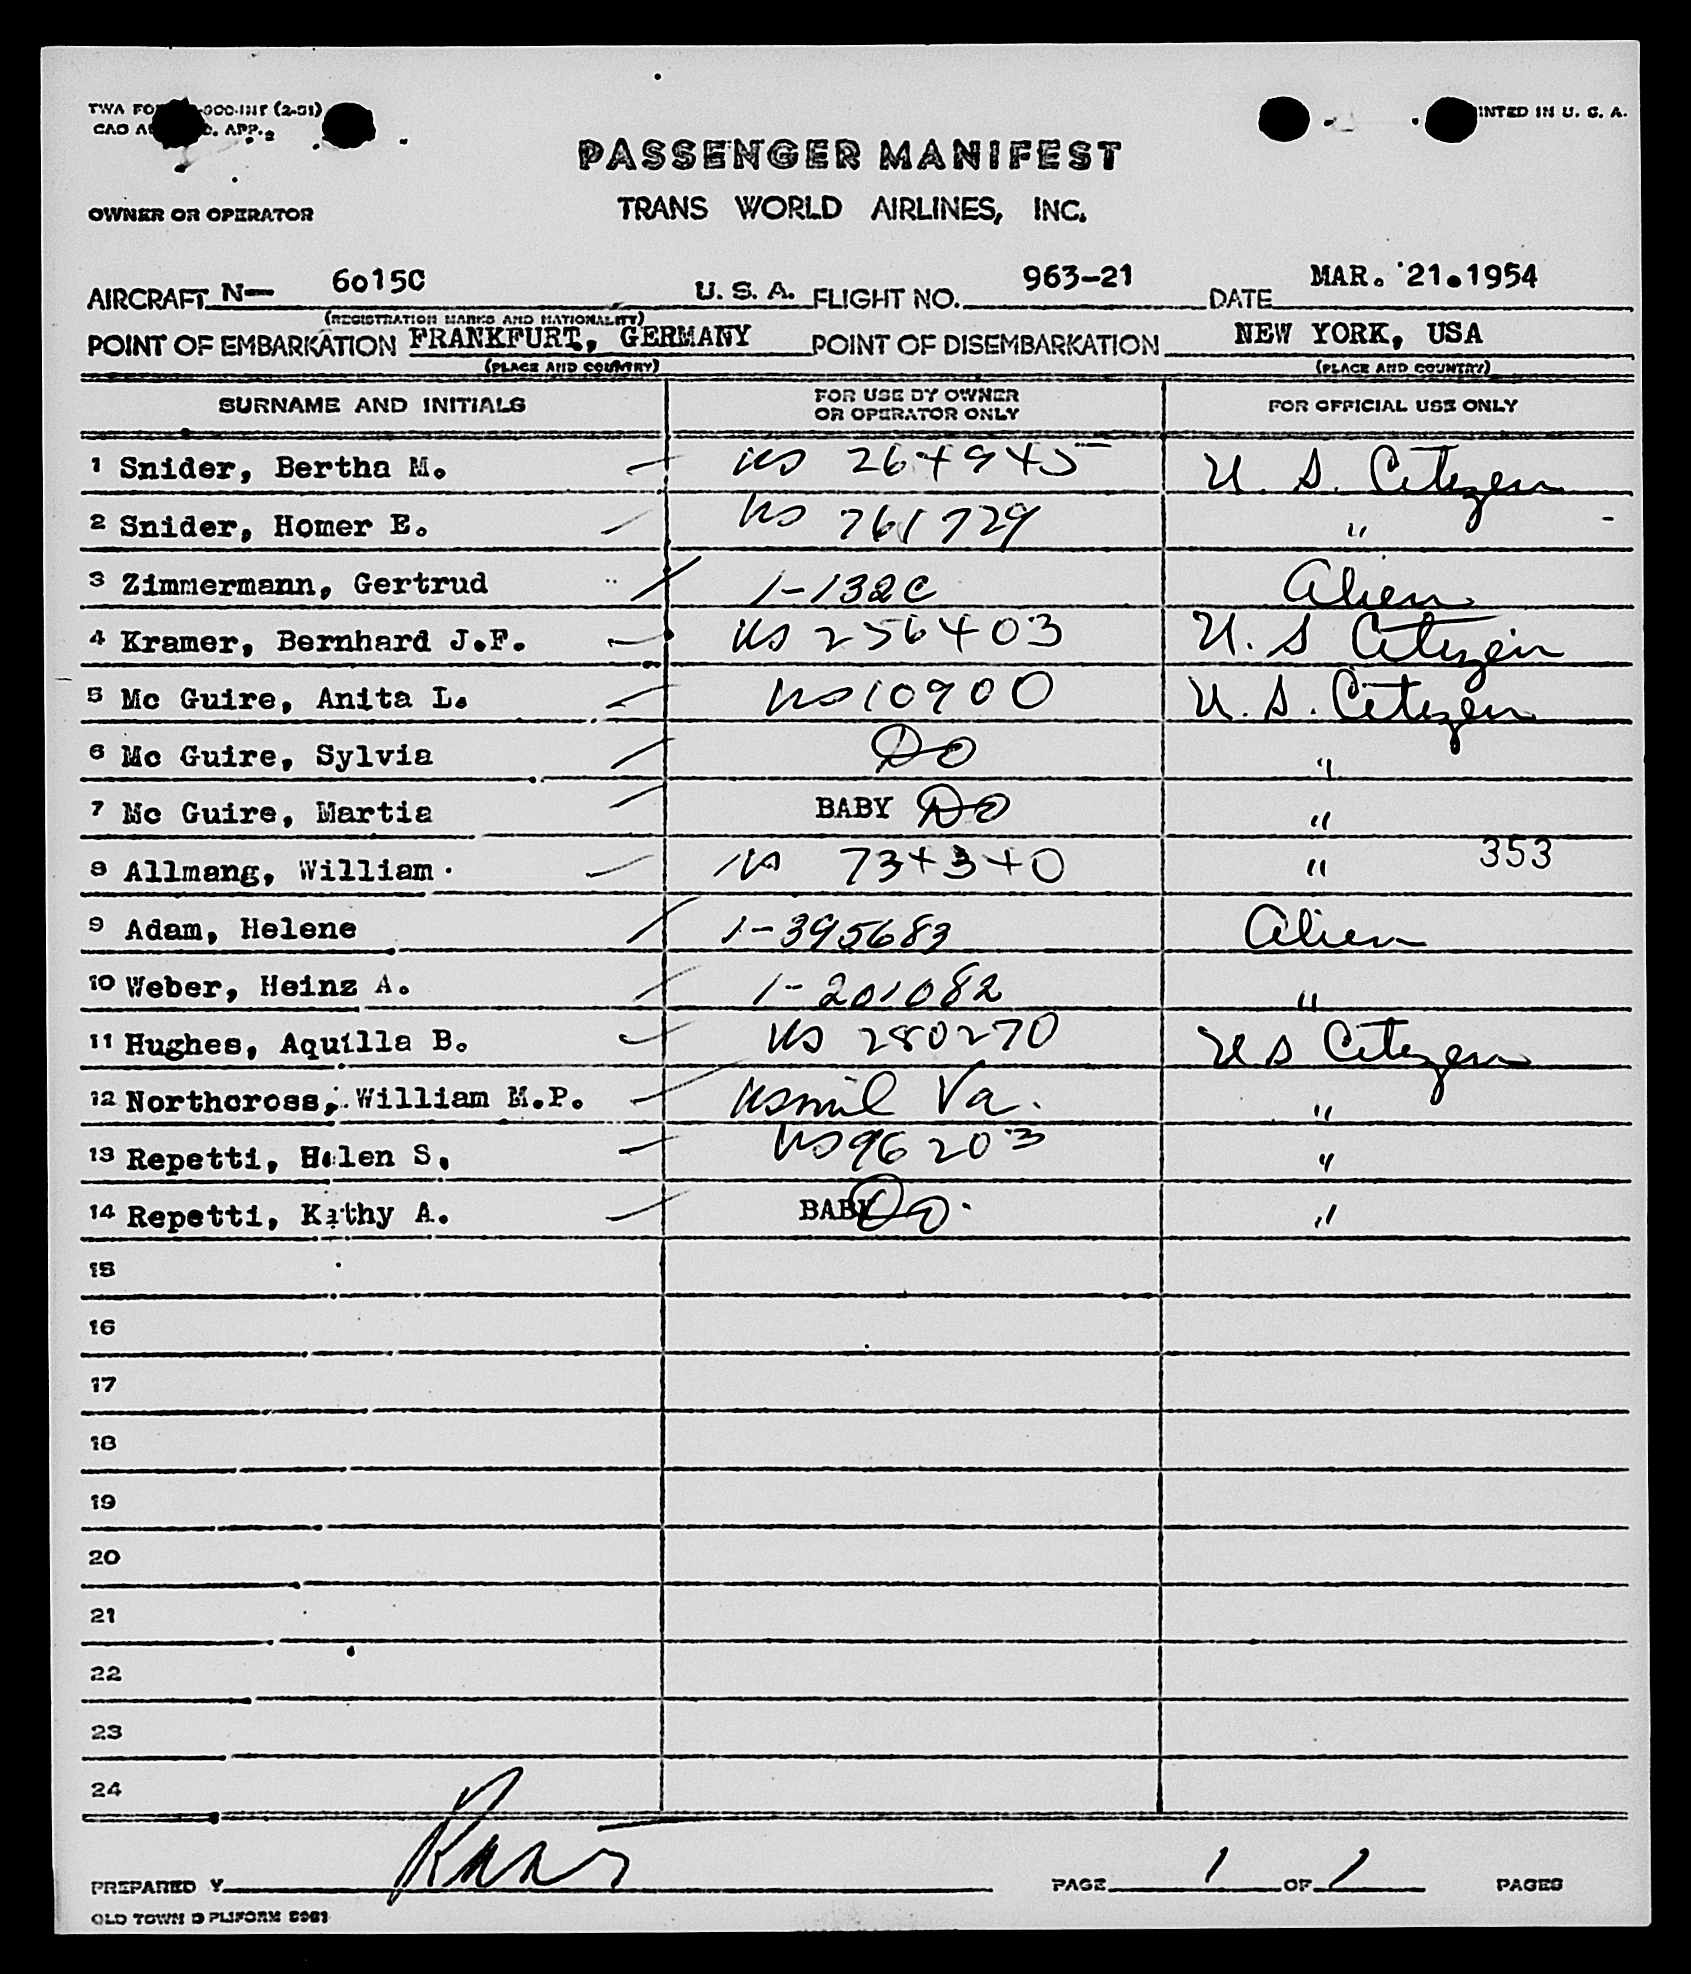 PASSENGER MANIFEST
TRANS WORLD AIRLINES, INC.
OWNER OR OPERATOR
AIRCRAFT N— 6015C U. S. A. FLIGHT NO. 963-21 DATE MAR. 21.1954
(REGISTRATION MARKS AND NATIONALITY)
POINT OF EMBARKATION FRANKFURT, GERMANY POINT OF DISEMBARKATION NEW YORK, USA
(PLACE AND COUNTRY) (PLACE AND COUNTRY)
SURNAME AND INITIALS FOR USE BY OWNER OR OPERATOR ONLY FOR OFFICIAL USE ONLY
1 Snider, Bertha M. US 264945 U. S. Citizen
2 Snider, Homer E. US 761729 "
3 Zimmermann, Gertrud 1-132C Alien
4 Kramer, Bernhard J.F. US 256403 U. S Citizen
5 Mc Guire, Anita L. US 10900 U. S. Citizen
6 Mc Guire, Sylvia Do "
7 Mc Guire, Martia BABY Do "
8 Allmang, William US 734340 " 353
9 Adam, Helene 1-395683 Alien
10 Weber, Heinz A. 1-201082 "
11 Hughes, Aquilla B. US 280270 US Citizen
12 Northcross, William M.P. US mil Va. "
13 Repetti, Helen S. US 96203 "
14 Repetti, Kathy A. BABY Do. "
15
16
17
18
19
20
21
22
23
24
PREPARED PAGE 1 OF 1 PAGES
OLD TOWN